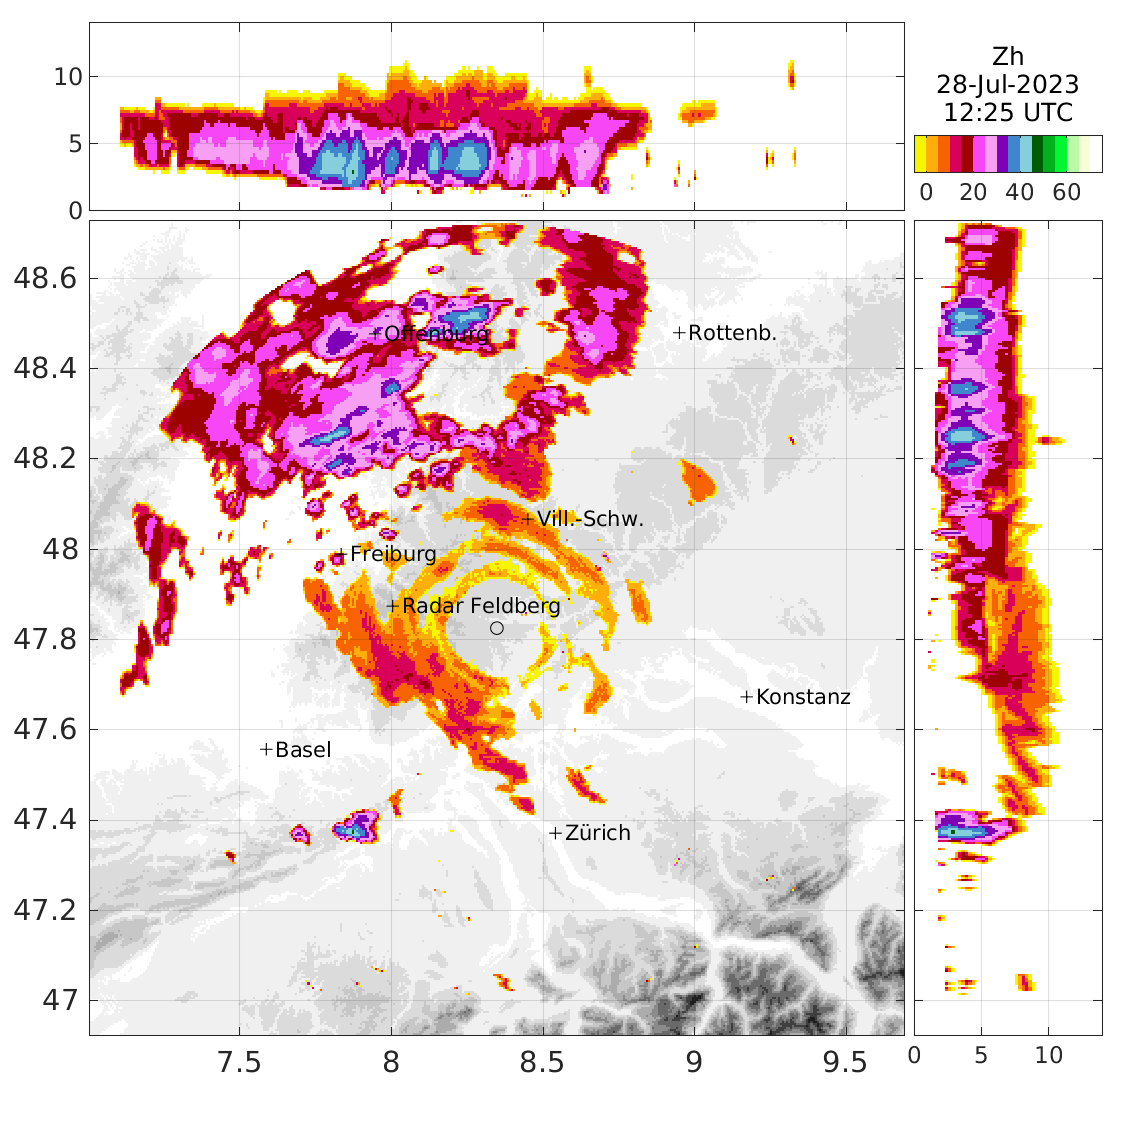 10
5
0
Zh
28-Jul-2023
12:25 UTC
0 20 40 60
48.6
48.4
48.2
48
47.8
47.6
47.4
47.2
47
+Offenburg
+Rottenb.
+Vill.-Schw.
+Freiburg
+Radar Feldberg
+Konstanz
+Basel
+Zürich
7.5 8 8.5 9 9.5
0 5 10